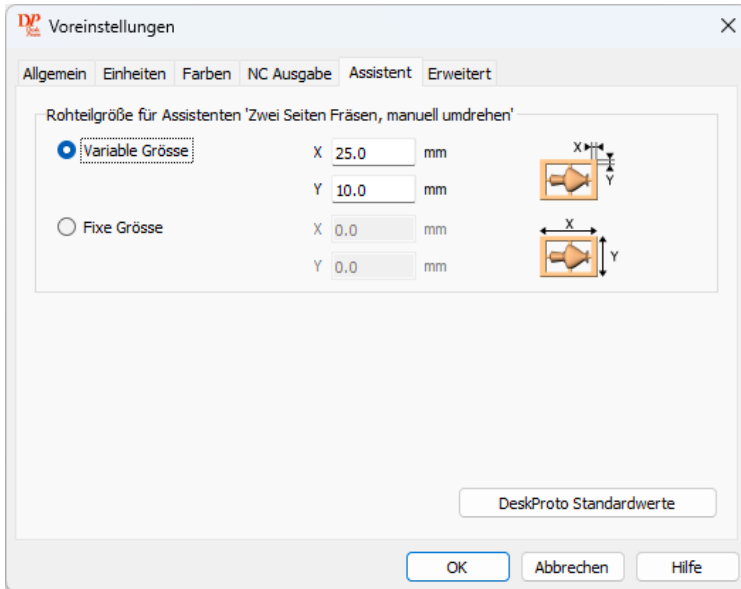 Voreinstellungen
Allgemein Einheiten Farben NC Ausgabe Assistent Erweitert
Rohteilgröße für Assistenten 'Zwei Seiten Fräsen, manuell umdrehen'
Variable Grösse X 25.0 mm X
Y 10.0 mm Y
Fixe Grösse X 0.0 mm X
Y 0.0 mm Y
DeskProto Standardwerte
OK Abbrechen Hilfe